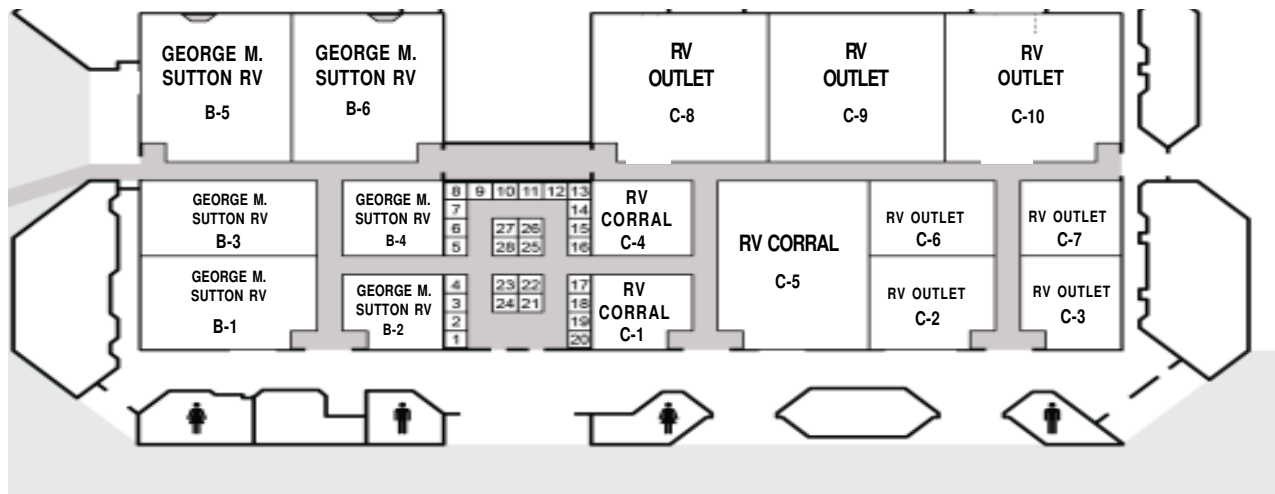 GEORGE M.
SUTTON RV
B-5
GEORGE M.
SUTTON RV
B-6
RV
OUTLET
C-8
RV
OUTLET
C-9
RV
OUTLET
C-10
GEORGE M.
SUTTON RV
B-3
GEORGE M.
SUTTON RV
B-4
8 9 10 11 12 13
7 14
6 27 26 15
5 28 25 16
RV
CORRAL
C-4
RV CORRAL
C-5
RV OUTLET
C-6
RV OUTLET
C-7
GEORGE M.
SUTTON RV
B-1
GEORGE M.
SUTTON RV
B-2
4 23 22 17
3 24 21 18
2 19
1 20
RV
CORRAL
C-1
RV OUTLET
C-2
RV OUTLET
C-3